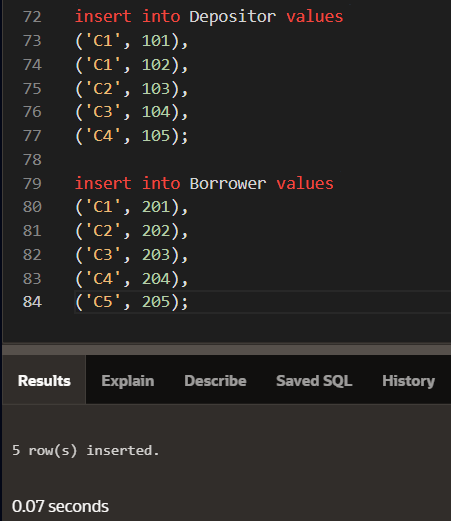 72 insert into Depositor values
73 ('C1', 101),
74 ('C1', 102),
75 ('C2', 103),
76 ('C3', 104),
77 ('C4', 105);
78
79 insert into Borrower values
80 ('C1', 201),
81 ('C2', 202),
82 ('C3', 203),
83 ('C4', 204),
84 ('C5', 205);
Results Explain Describe Saved SQL History
5 row(s) inserted.
0.07 seconds